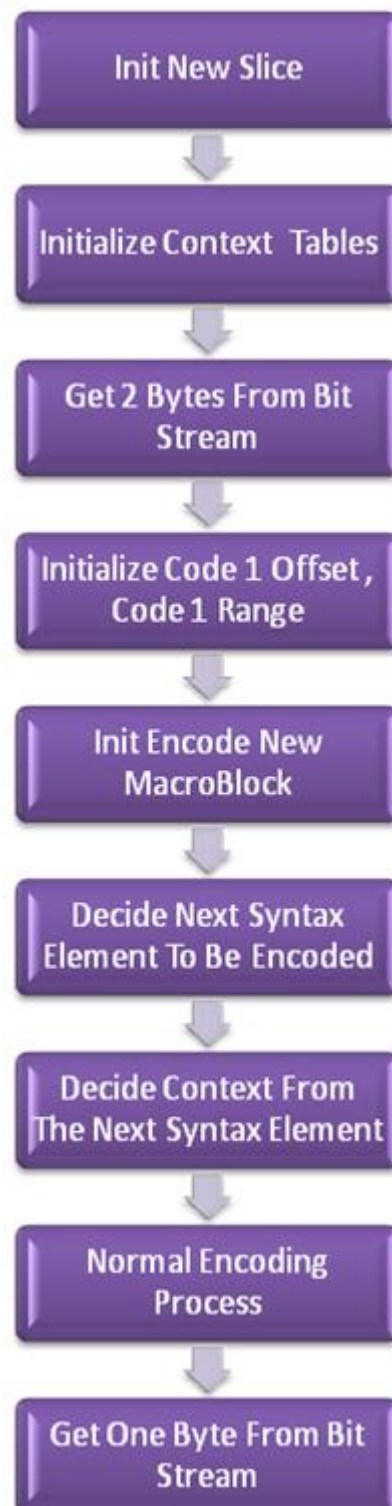 Init New Slice
Initialize Context Tables
Get 2 Bytes From Bit
Stream
Initialize Code 1 Offset ,
Code 1 Range
Init Encode New
MacroBlock
Decide Next Syntax
Element To Be Encoded
Decide Context From
The Next Syntax Element
Normal Encoding
Process
Get One Byte From Bit
Stream